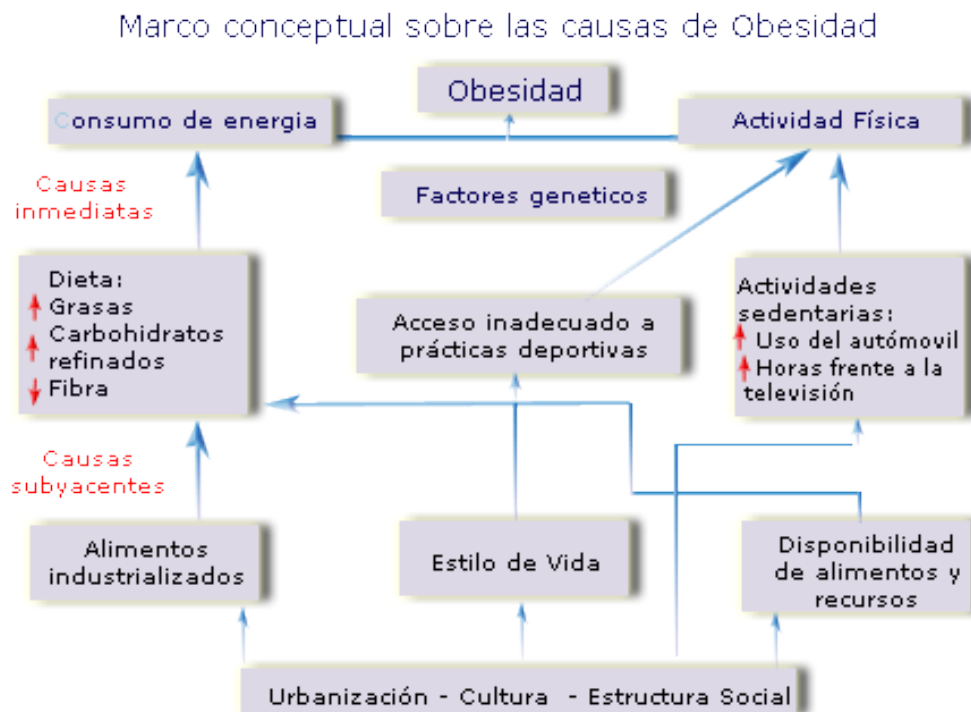 Marco conceptual sobre las causas de Obesidad
Obesidad
Consumo de energia
Actividad Física
Causas
inmediatas
Factores geneticos
Dieta:
Grasas
Carbohidratos
refinados
Fibra
Acceso inadecuado a
prácticas deportivas
Actividades
sedentarias:
Uso del autómovil
Horas frente a la
televisión
Causas
subyacentes
Alimentos
industrializados
Estilo de Vida
Disponibilidad
de alimentos y
recursos
Urbanización - Cultura - Estructura Social